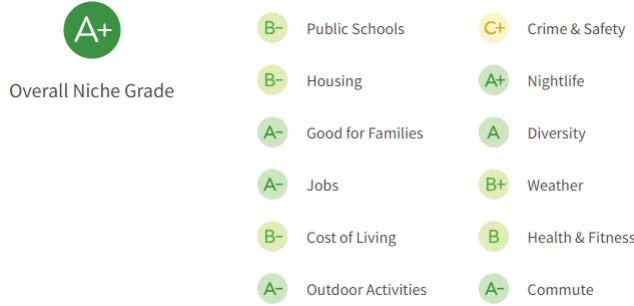 A+
Overall Niche Grade
B- Public Schools
B- Housing
A- Good for Families
A- Jobs
B- Cost of Living
A- Outdoor Activities
C+ Crime & Safety
A+ Nightlife
A Diversity
B+ Weather
B Health & Fitness
A- Commute